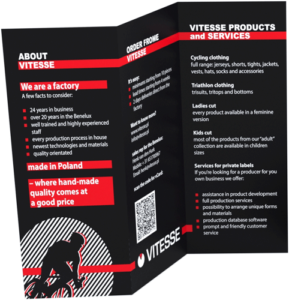 ABOUT
VITESSE
We are a factory
A few facts to consider:
24 years in business
over 20 years in the Benelux
well trained and highly experienced
staff
every production process in house
newest technologies and materials
quality orientated
made in Poland
– where hand-made
quality comes at
a good price
ORDER FROME
VITESSE
It's easy:
Want to know more?
VITESSE
VITESSE PRODUCTS
and SERVICES
Cycling clothing
full range: jerseys, shorts, tights, jackets,
vests, hats, socks and accessories
Triathlon clothing
trisuits, tritops and bottoms
Ladies cut
every product available in a feminine
version
Kids cut
most of the products from our "adult"
collection are available in children
sizes
Services for private labels
If you're looking for a producer for you
own business we offer:
assistance in product development
full production services
possibility to arrange unique forms
and materials
production database software
prompt and friendly customer
service